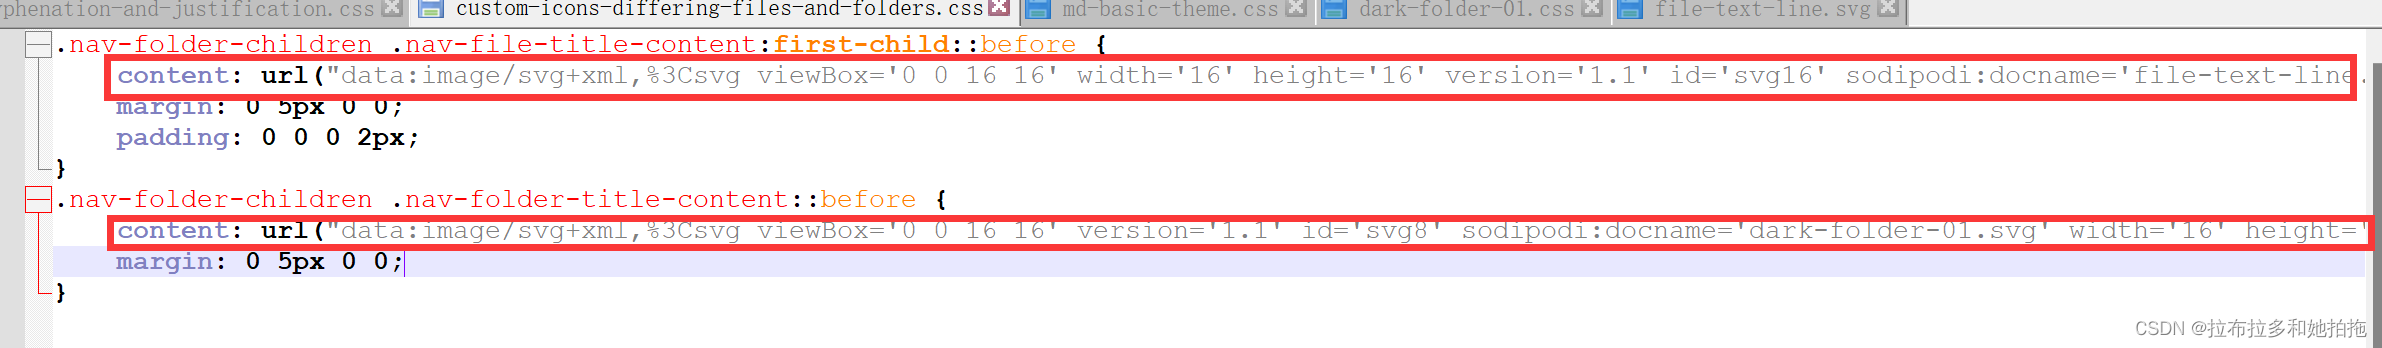 yphenation-and-justification.css custom-icons-differing-files-and-folders.css md-basic-theme.css dark-folder-01.css file-text-line.svg
.nav-folder-children .nav-file-title-content:first-child::before {
content: url("data:image/svg+xml,%3Csvg viewBox='0 0 16 16' width='16' height='16' version='1.1' id='svg16' sodipodi:docname='file-text-line.
margin: 0 5px 0 0;
padding: 0 0 0 2px;
}
.nav-folder-children .nav-folder-title-content::before {
content: url("data:image/svg+xml,%3Csvg viewBox='0 0 16 16' version='1.1' id='svg8' sodipodi:docname='dark-folder-01.svg' width='16' height='
margin: 0 5px 0 0;
}
CSDN @拉布拉多和她拍拖